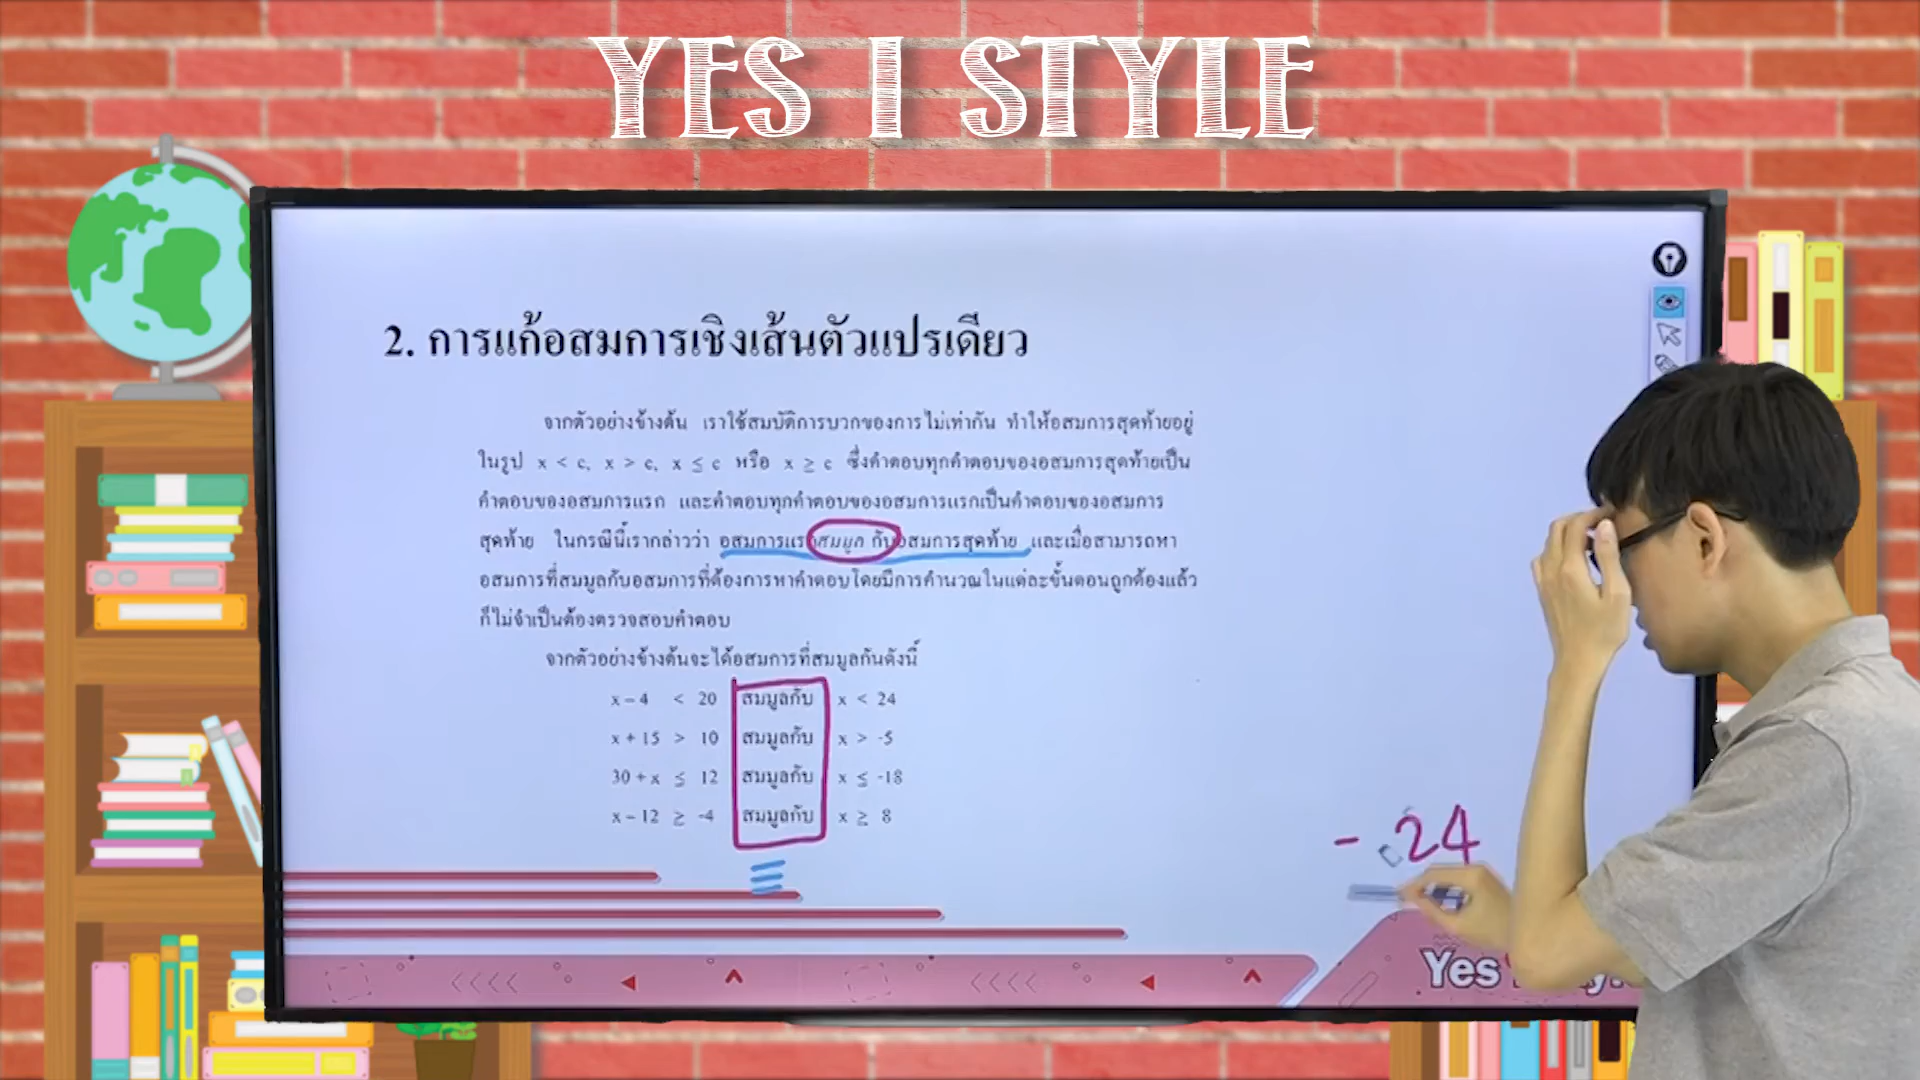 YES I STYLE
2. การแก้อสมการเชิงเส้นตัวแปรเดียว
จากตัวอย่างข้างต้น เราใช้สมบัติการบวกของการไม่เท่ากัน ทำให้อสมการสุดท้ายอยู่
ในรูป x < c, x > c, x ≤ c หรือ x ≥ c ซึ่งคำตอบทุกคำตอบของอสมการสุดท้ายเป็น
คำตอบของอสมการแรก และคำตอบทุกคำตอบของอสมการแรกเป็นคำตอบของอสมการ
สุดท้าย ในกรณีนี้เรากล่าวว่า อสมการแรกสมมูล กับอสมการสุดท้าย และเมื่อสามารถหา
อสมการที่สมมูลกับอสมการที่ต้องการหาคำตอบโดยมีการคำนวณในแต่ละขั้นตอนถูกต้องแล้ว
ก็ไม่จำเป็นต้องตรวจสอบคำตอบ
จากตัวอย่างข้างต้นจะได้อสมการที่สมมูลกันดังนี้
x – 4 < 20 สมมูลกับ x < 24
x + 15 > 10 สมมูลกับ x > -5
30 + x ≤ 12 สมมูลกับ x ≤ -18
x – 12 ≥ -4 สมมูลกับ x ≥ 8
- 24
Yes